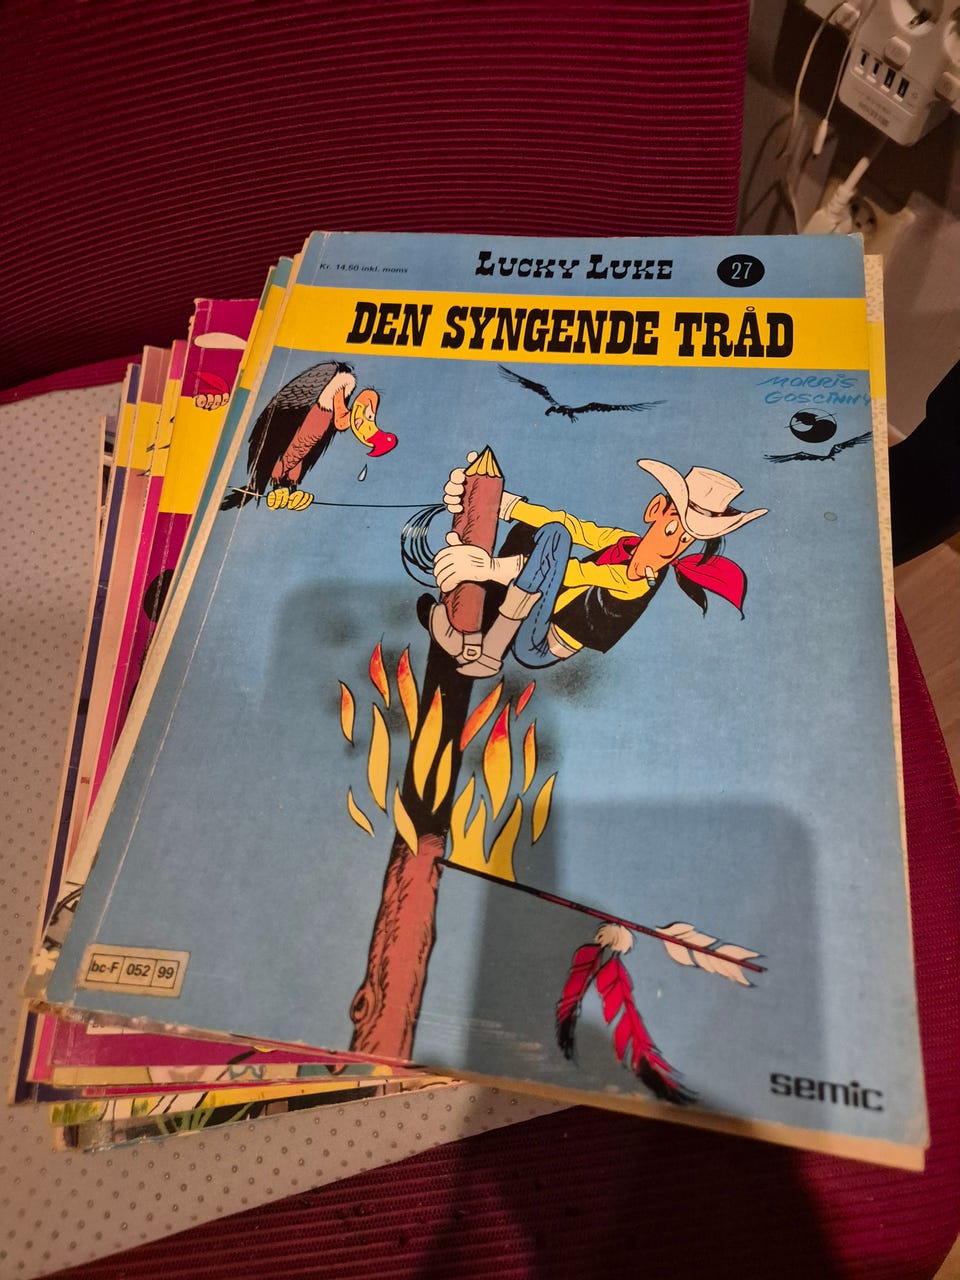 Kr. 14,50 inkl. moms
LUCKY LUKE
27
DEN SYNGENDE TRÅD
MORRIS
GOSCINNY
bc-F 052 99
semic